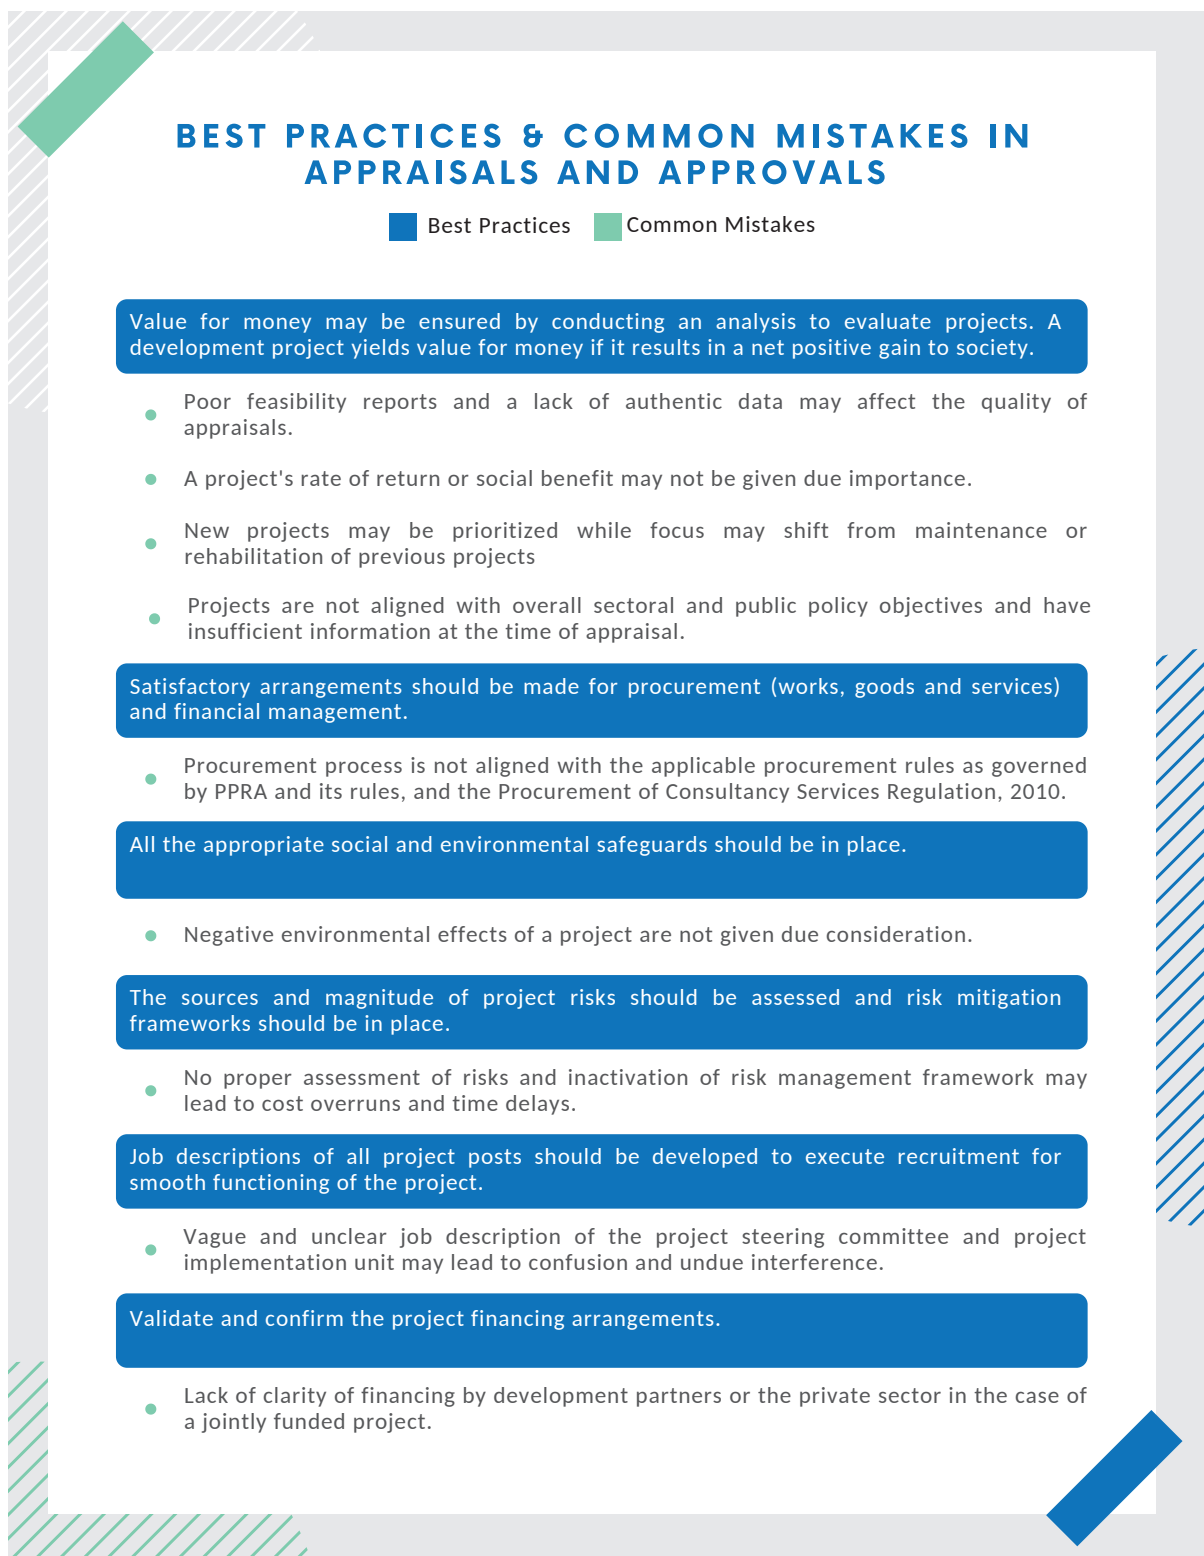 BEST PRACTICES & COMMON MISTAKES IN
APPRAISALS AND APPROVALS
Best Practices Common Mistakes
Value for money may be ensured by conducting an analysis to evaluate projects. A
development project yields value for money if it results in a net positive gain to society.
Poor feasibility reports and a lack of authentic data may affect the quality of
appraisals.
A project's rate of return or social benefit may not be given due importance.
New projects may be prioritized while focus may shift from maintenance or
rehabilitation of previous projects
Projects are not aligned with overall sectoral and public policy objectives and have
insufficient information at the time of appraisal.
Satisfactory arrangements should be made for procurement (works, goods and services)
and financial management.
Procurement process is not aligned with the applicable procurement rules as governed
by PPRA and its rules, and the Procurement of Consultancy Services Regulation, 2010.
All the appropriate social and environmental safeguards should be in place.
Negative environmental effects of a project are not given due consideration.
The sources and magnitude of project risks should be assessed and risk mitigation
frameworks should be in place.
No proper assessment of risks and inactivation of risk management framework may
lead to cost overruns and time delays.
Job descriptions of all project posts should be developed to execute recruitment for
smooth functioning of the project.
Vague and unclear job description of the project steering committee and project
implementation unit may lead to confusion and undue interference.
Validate and confirm the project financing arrangements.
Lack of clarity of financing by development partners or the private sector in the case of
a jointly funded project.